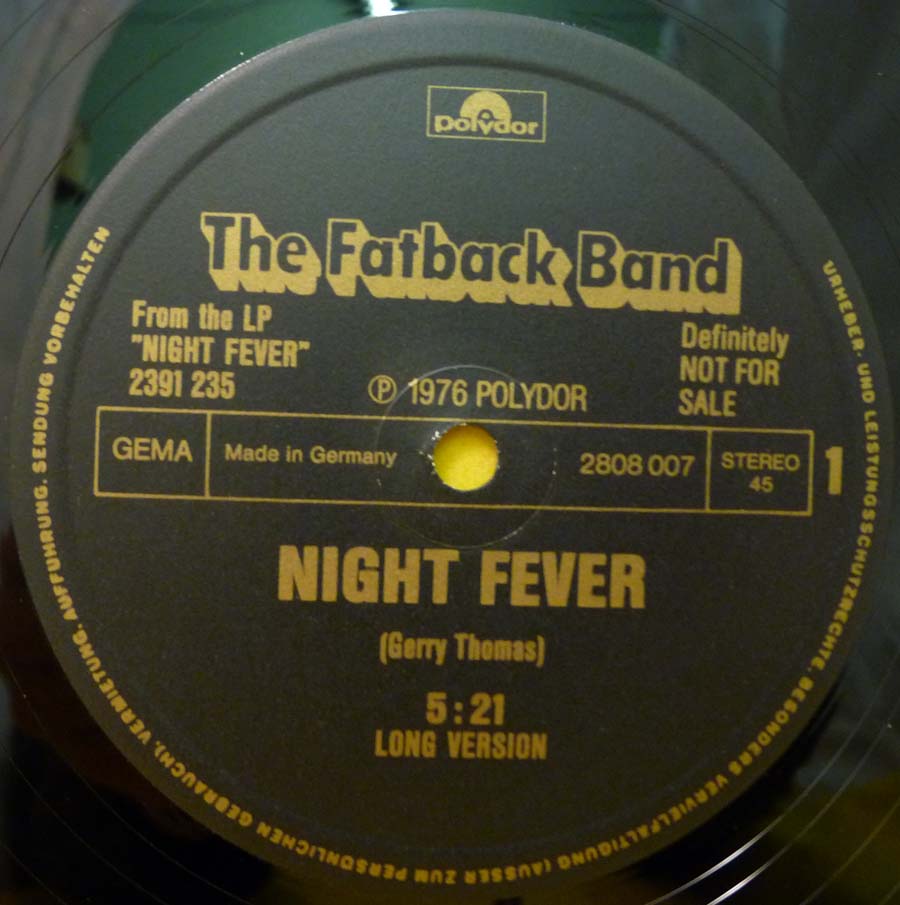 polydor
The Fatback Band
From the LP
"NIGHT FEVER"
2391 235
Definitely
NOT FOR
SALE
Ⓟ 1976 POLYDOR
GEMA
Made in Germany
2808 007
STEREO
45
1
NIGHT FEVER
(Gerry Thomas)
5:21
LONG VERSION
URHEBER- UND LEISTUNGSSCHUTZRECHTE, BESONDERS VERVIELFÄLTIGUNG (AUSSER ZUM PERSÖNLICHEN GEBRAUCH), VERMIETUNG, AUFFÜHRUNG, SENDUNG VORBEHALTEN